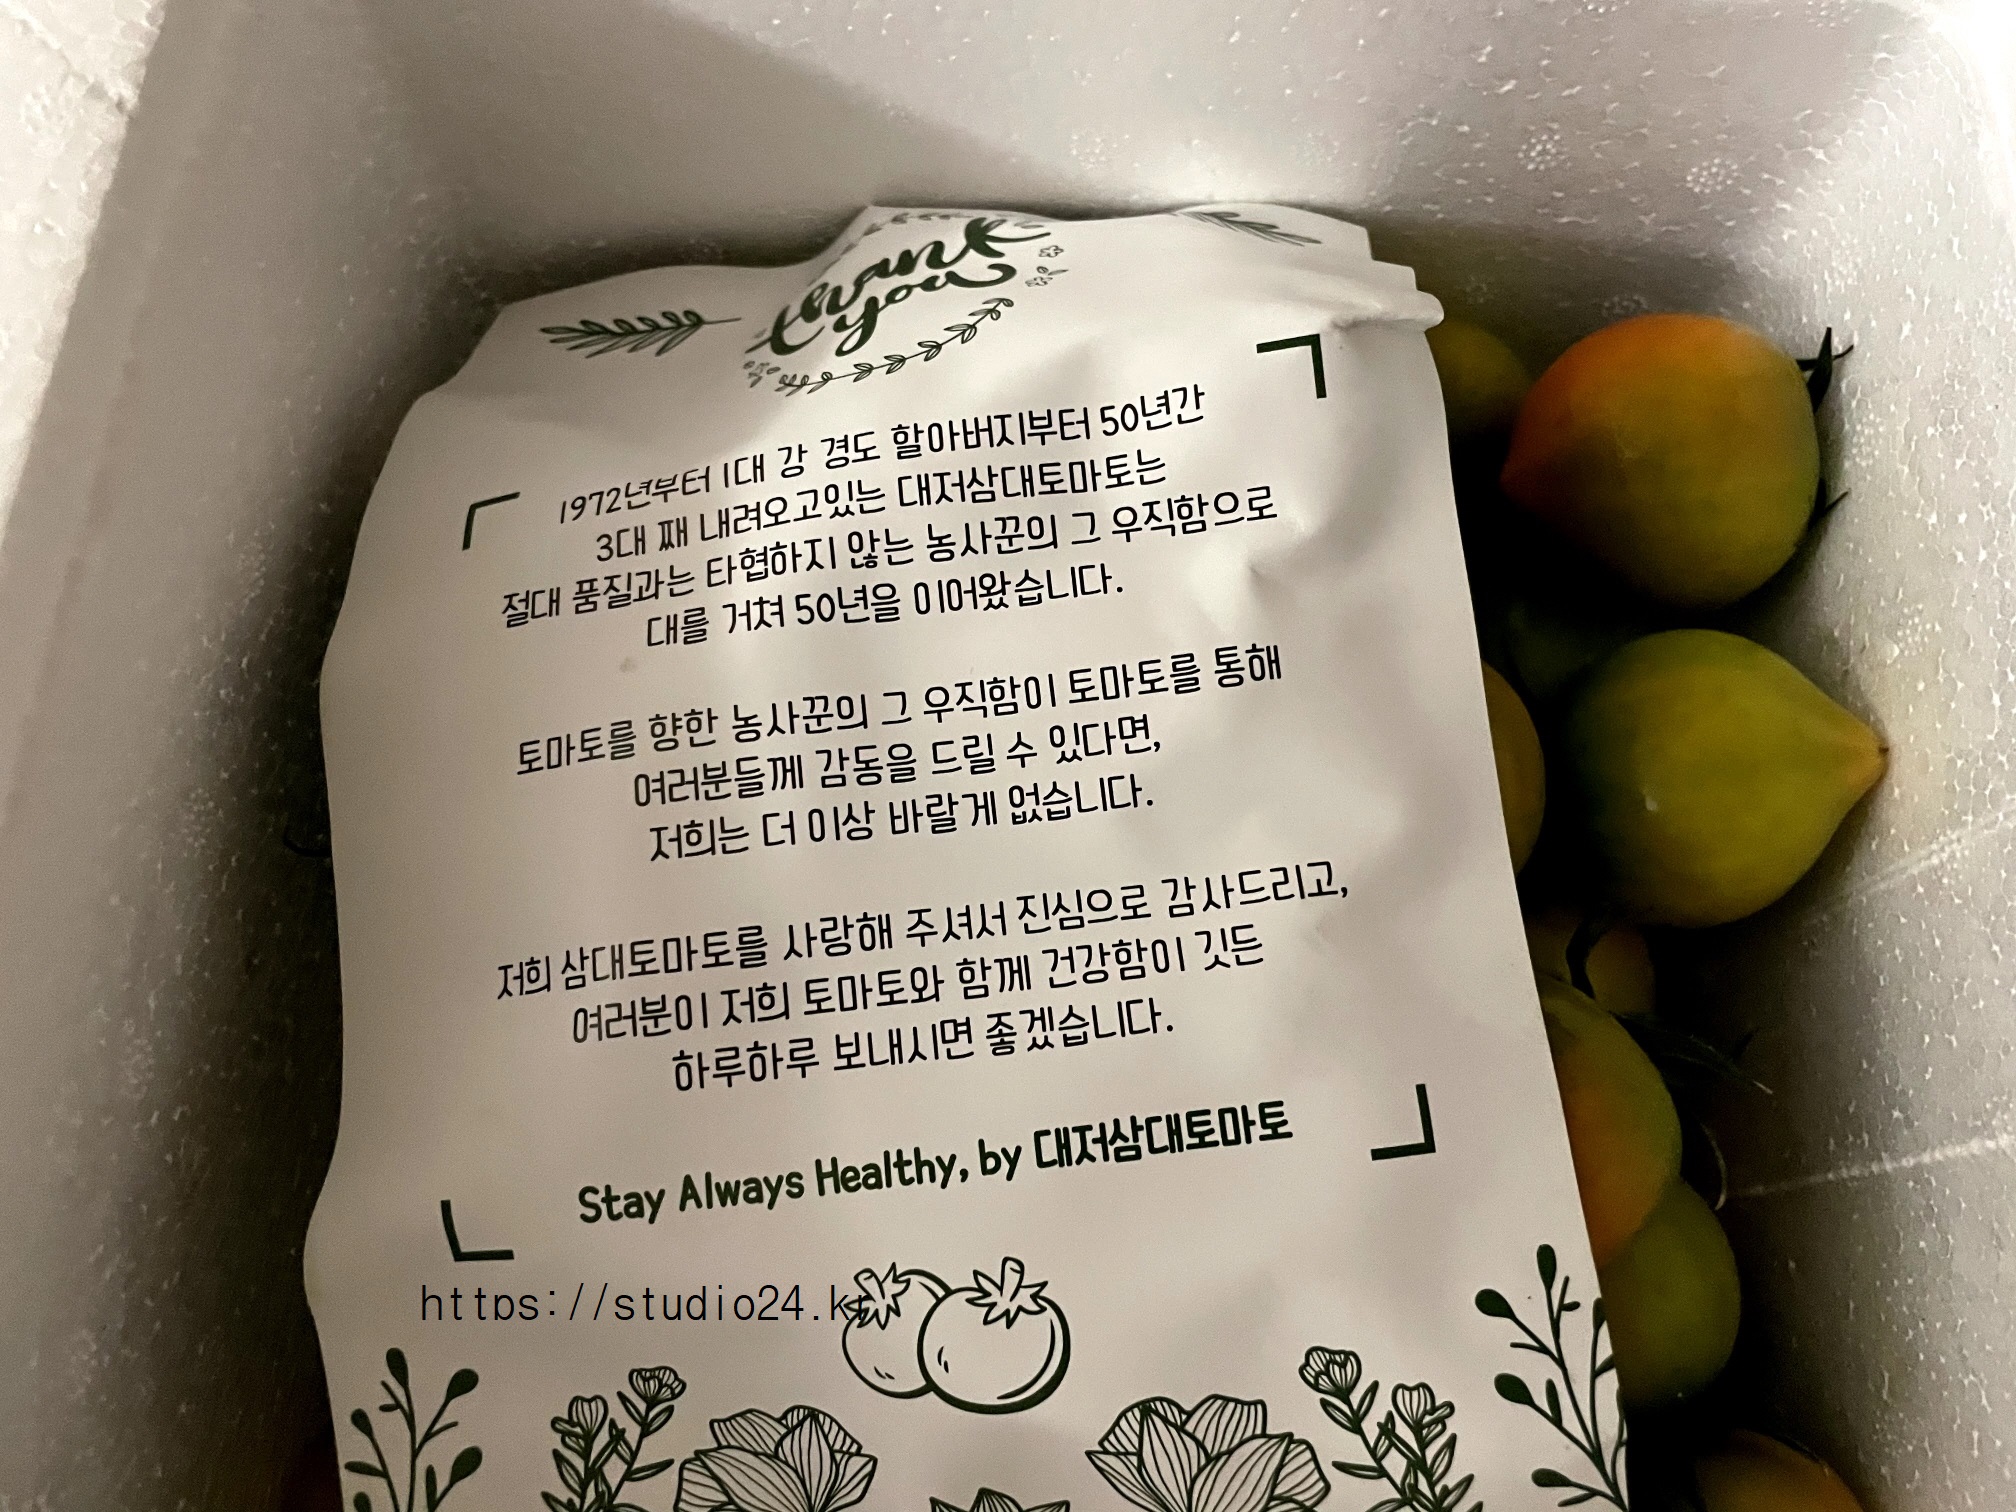 thank
you
1972년부터 1대 강 경도 할아버지부터 50년간
3대 째 내려오고있는 대저삼대토마토는
절대 품질과는 타협하지 않는 농사꾼의 그 우직함으로
대를 거쳐 50년을 이어왔습니다.
토마토를 향한 농사꾼의 그 우직함이 토마토를 통해
여러분들께 감동을 드릴 수 있다면,
저희는 더 이상 바랄게 없습니다.
저희 삼대토마토를 사랑해 주셔서 진심으로 감사드리고,
여러분이 저희 토마토와 함께 건강함이 깃든
하루하루 보내시면 좋겠습니다.
Stay Always Healthy, by 대저삼대토마토
https://studio24.kr